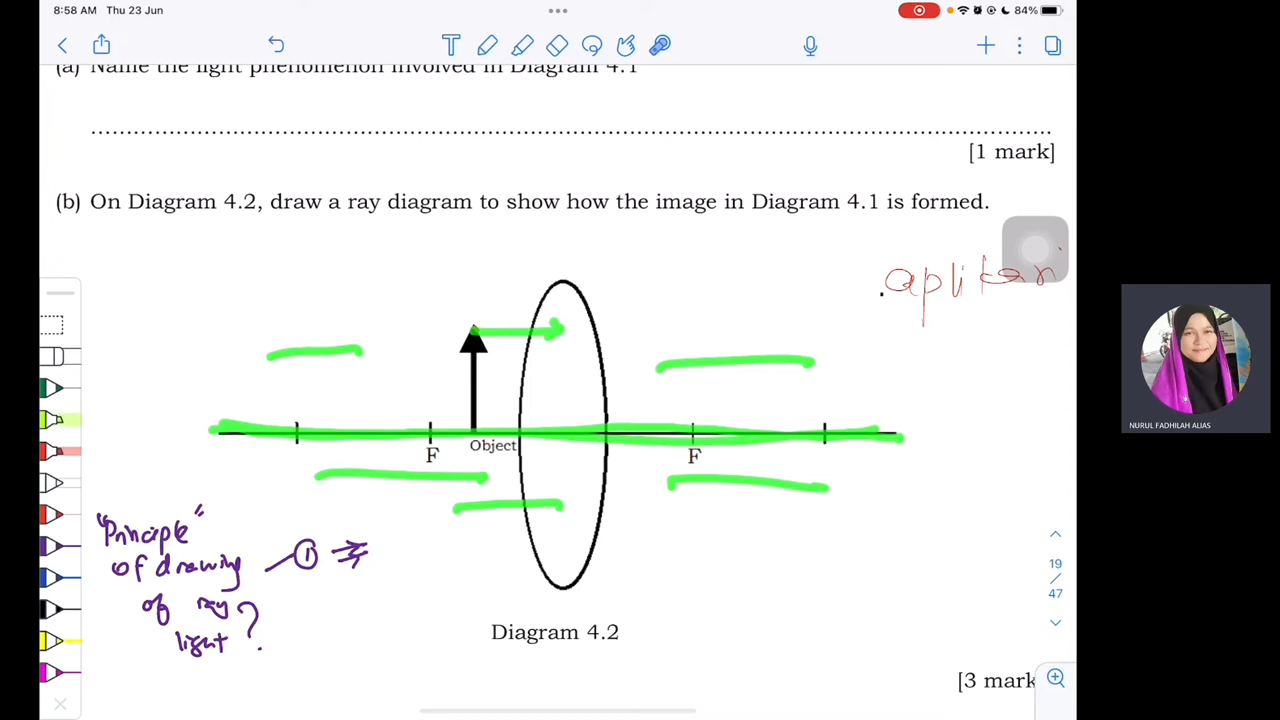 8:58 AM Thu 23 Jun
84%
(a) Name the light phenomenon involved in Diagram 4.1
[1 mark]
(b) On Diagram 4.2, draw a ray diagram to show how the image in Diagram 4.1 is formed.
F
Object
F
"Principle"
of drawing
of ray
light ?
①
Diagram 4.2
[3 mark
19
/
47
NURUL FADHILAH ALIAS
T